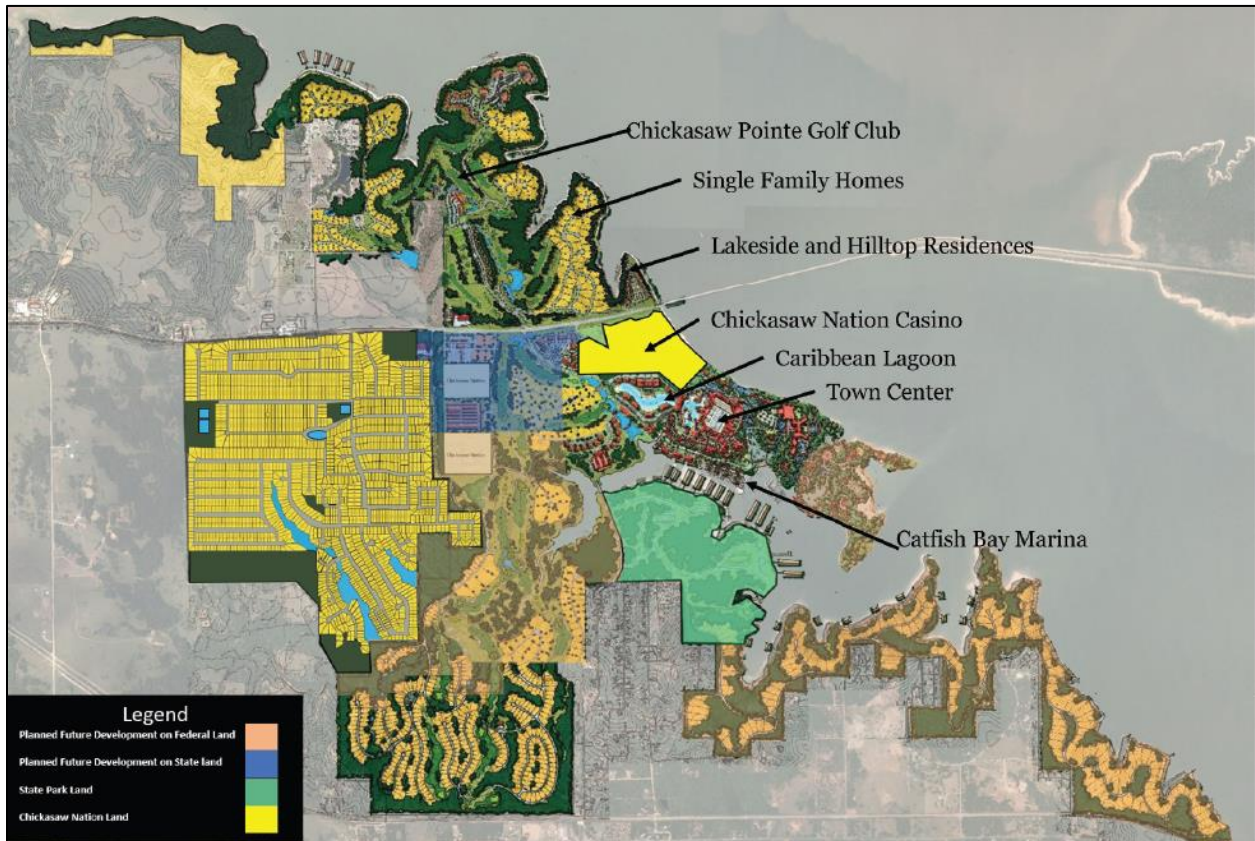 Chickasaw Pointe Golf Club
Single Family Homes
Lakeside and Hilltop Residences
Chickasaw Nation Casino
Caribbean Lagoon
Town Center
Catfish Bay Marina
Legend
Planned Future Development on Federal Land
Planned Future Development on State land
State Park Land
Chickasaw Nation Land